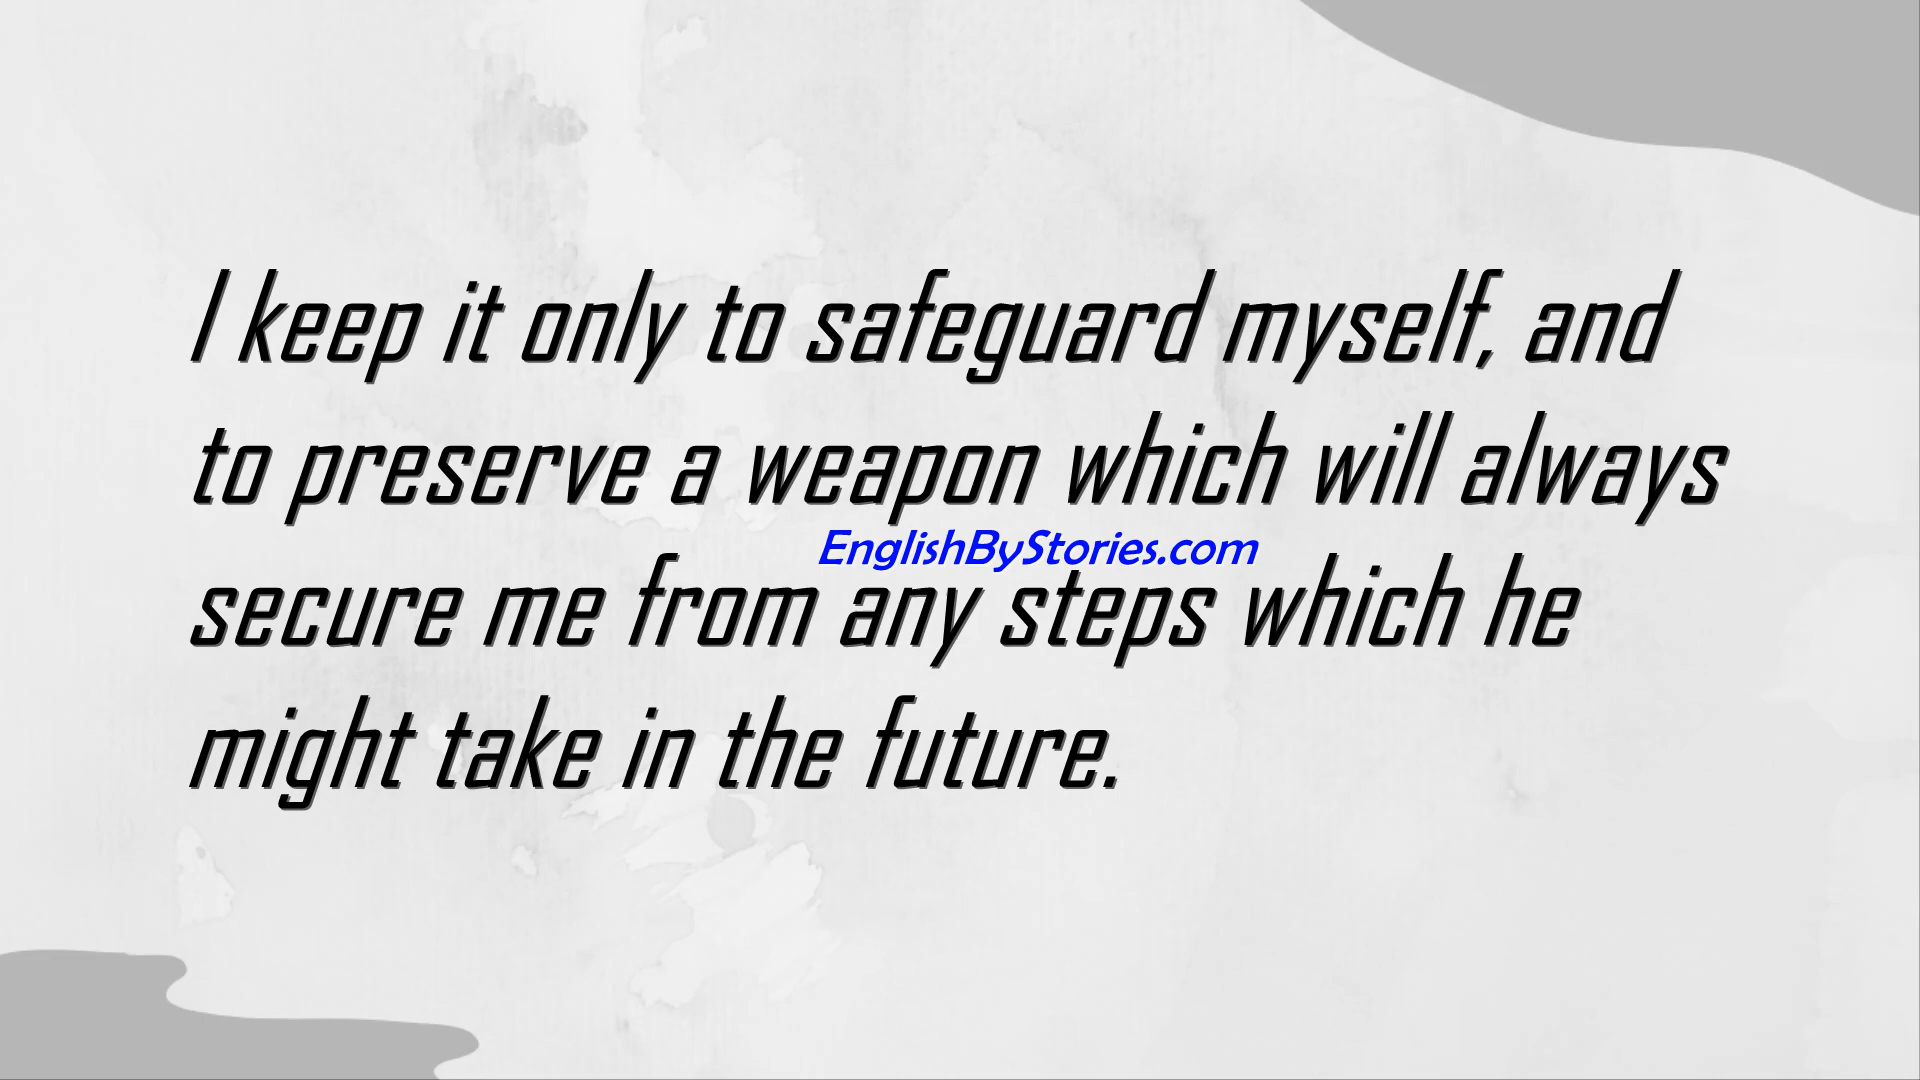 I keep it only to safeguard myself, and
to preserve a weapon which will always
EnglishByStories.com
secure me from any steps which he
might take in the future.